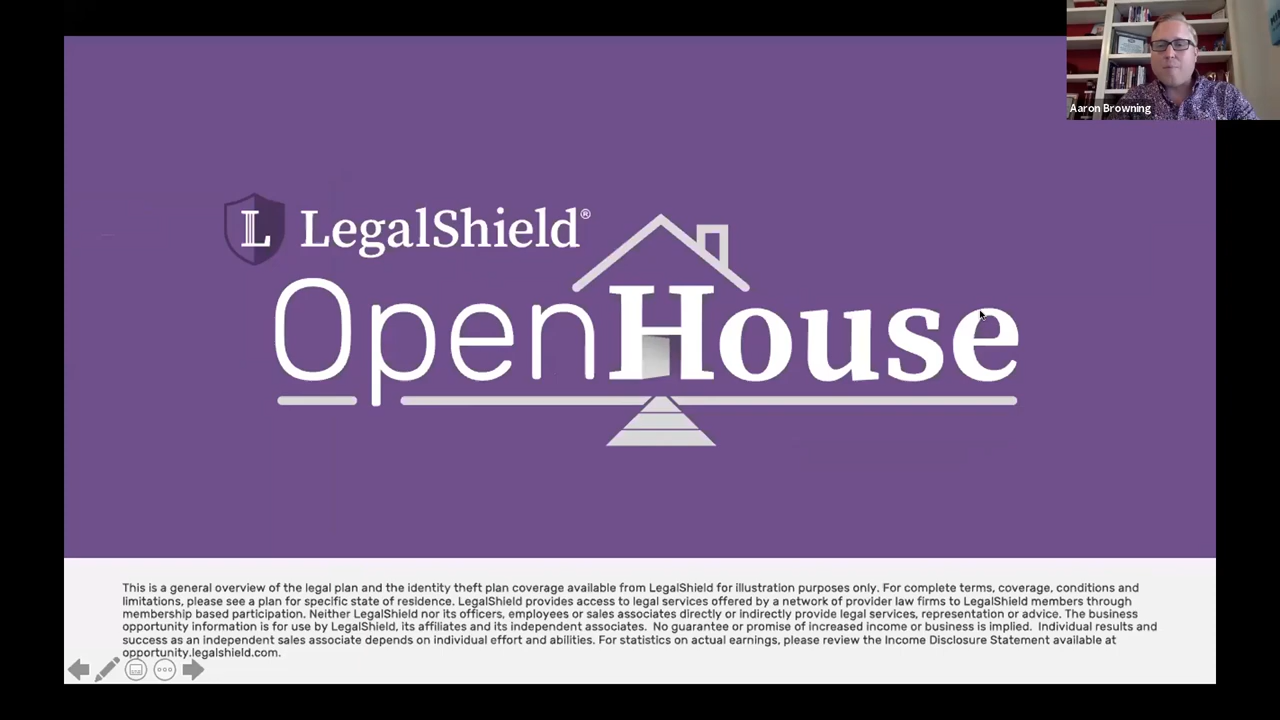 Aaron Browning
L LegalShield®
OpenHouse
This is a general overview of the legal plan and the identity theft plan coverage available from LegalShield for illustration purposes only. For complete terms, coverage, conditions and
limitations, please see a plan for specific state of residence. LegalShield provides access to legal services offered by a network of provider law firms to LegalShield members through
membership based participation. Neither LegalShield nor its officers, employees or sales associates directly or indirectly provide legal services, representation or advice. The business
opportunity information is for use by LegalShield, its affiliates and its independent associates. No guarantee or promise of increased income or business is implied. Individual results and
success as an independent sales associate depends on individual effort and abilities. For statistics on actual earnings, please review the Income Disclosure Statement available at
opportunity.legalshield.com.